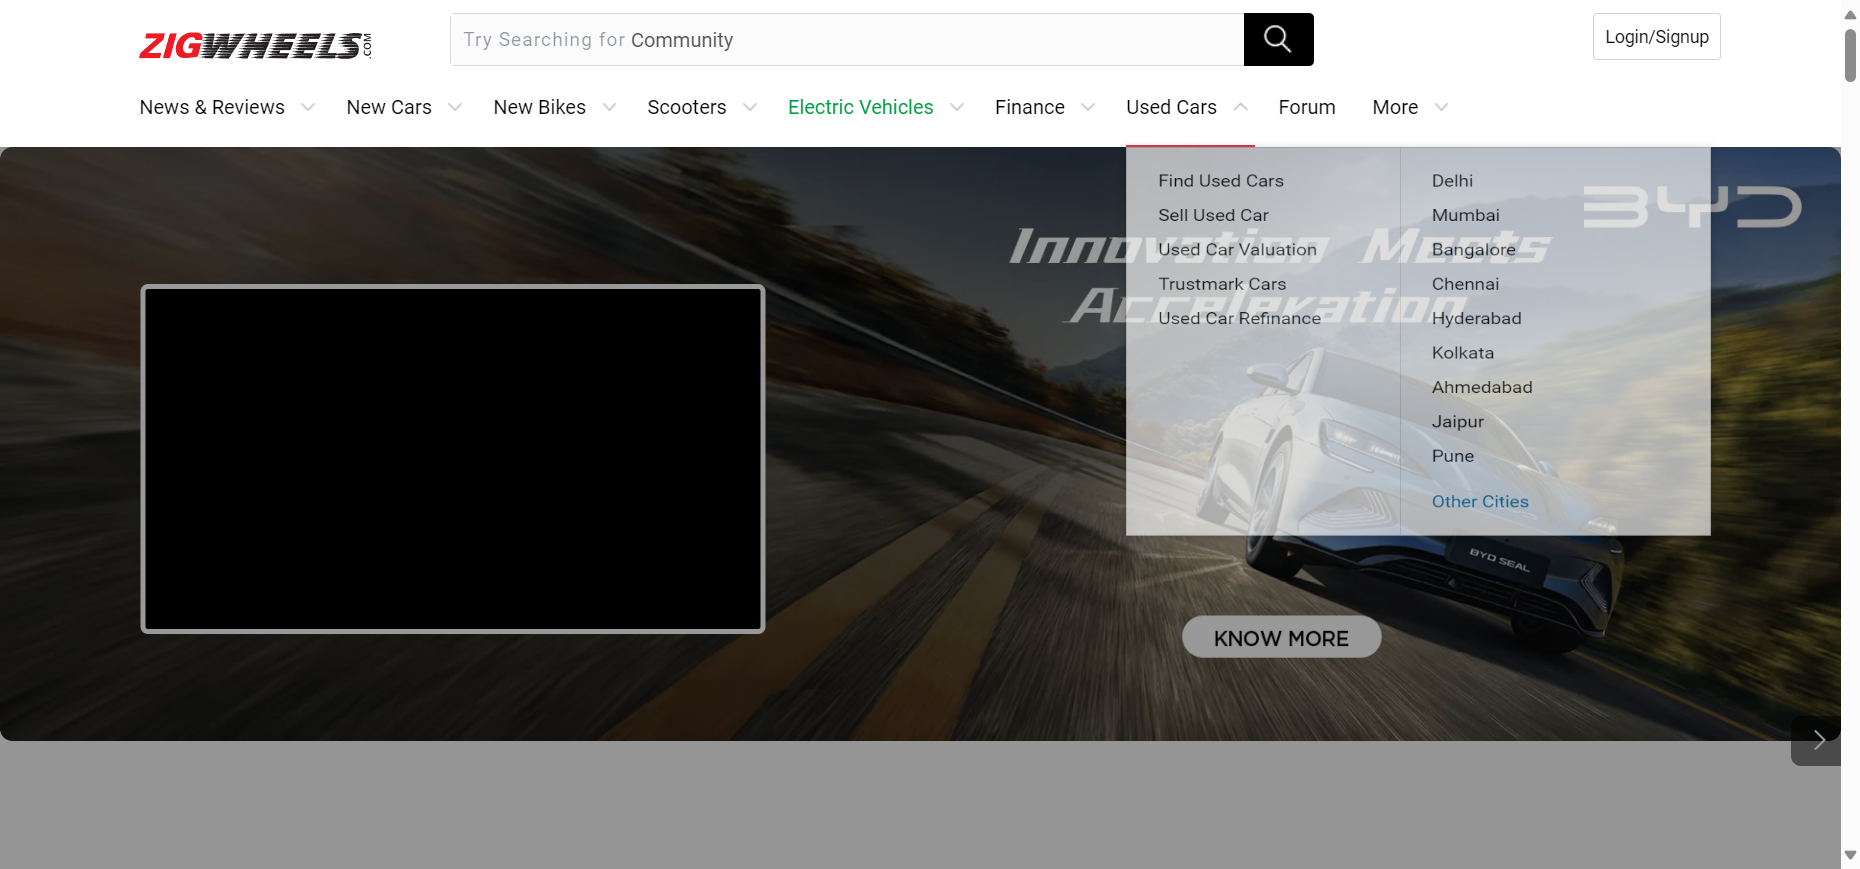 ZIGWHEELS.COM
Try Searching for Community
Login/Signup
News & Reviews
New Cars
New Bikes
Scooters
Electric Vehicles
Finance
Used Cars
Forum
More
Find Used Cars
Sell Used Car
Used Car Valuation
Trustmark Cars
Used Car Refinance
Delhi
Mumbai
Bangalore
Chennai
Hyderabad
Kolkata
Ahmedabad
Jaipur
Pune
Other Cities
BYD
Innovation Meets
Acceleration
BYD SEAL
KNOW MORE